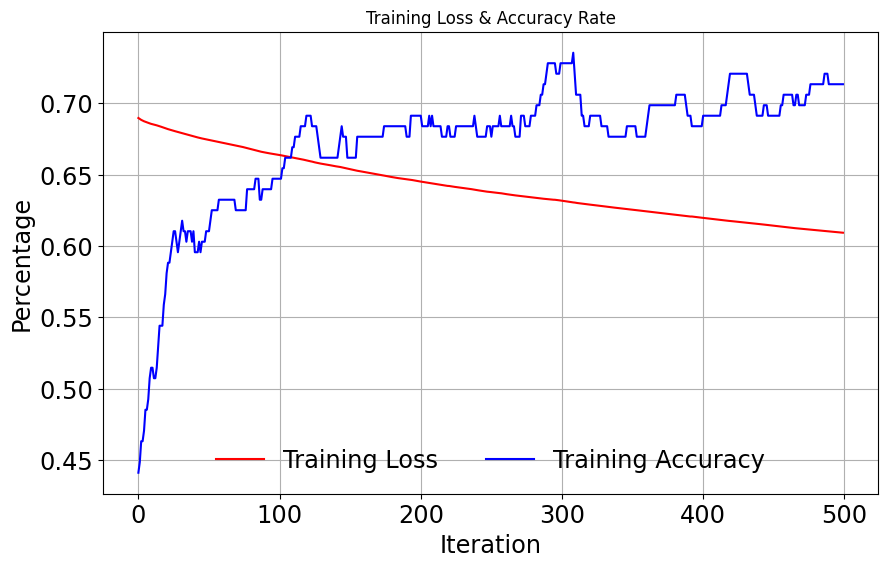 Training Loss & Accuracy Rate
0.70
0.65
0.60
0.55
0.50
0.45
Percentage
Training Loss
Training Accuracy
0 100 200 300 400 500
Iteration